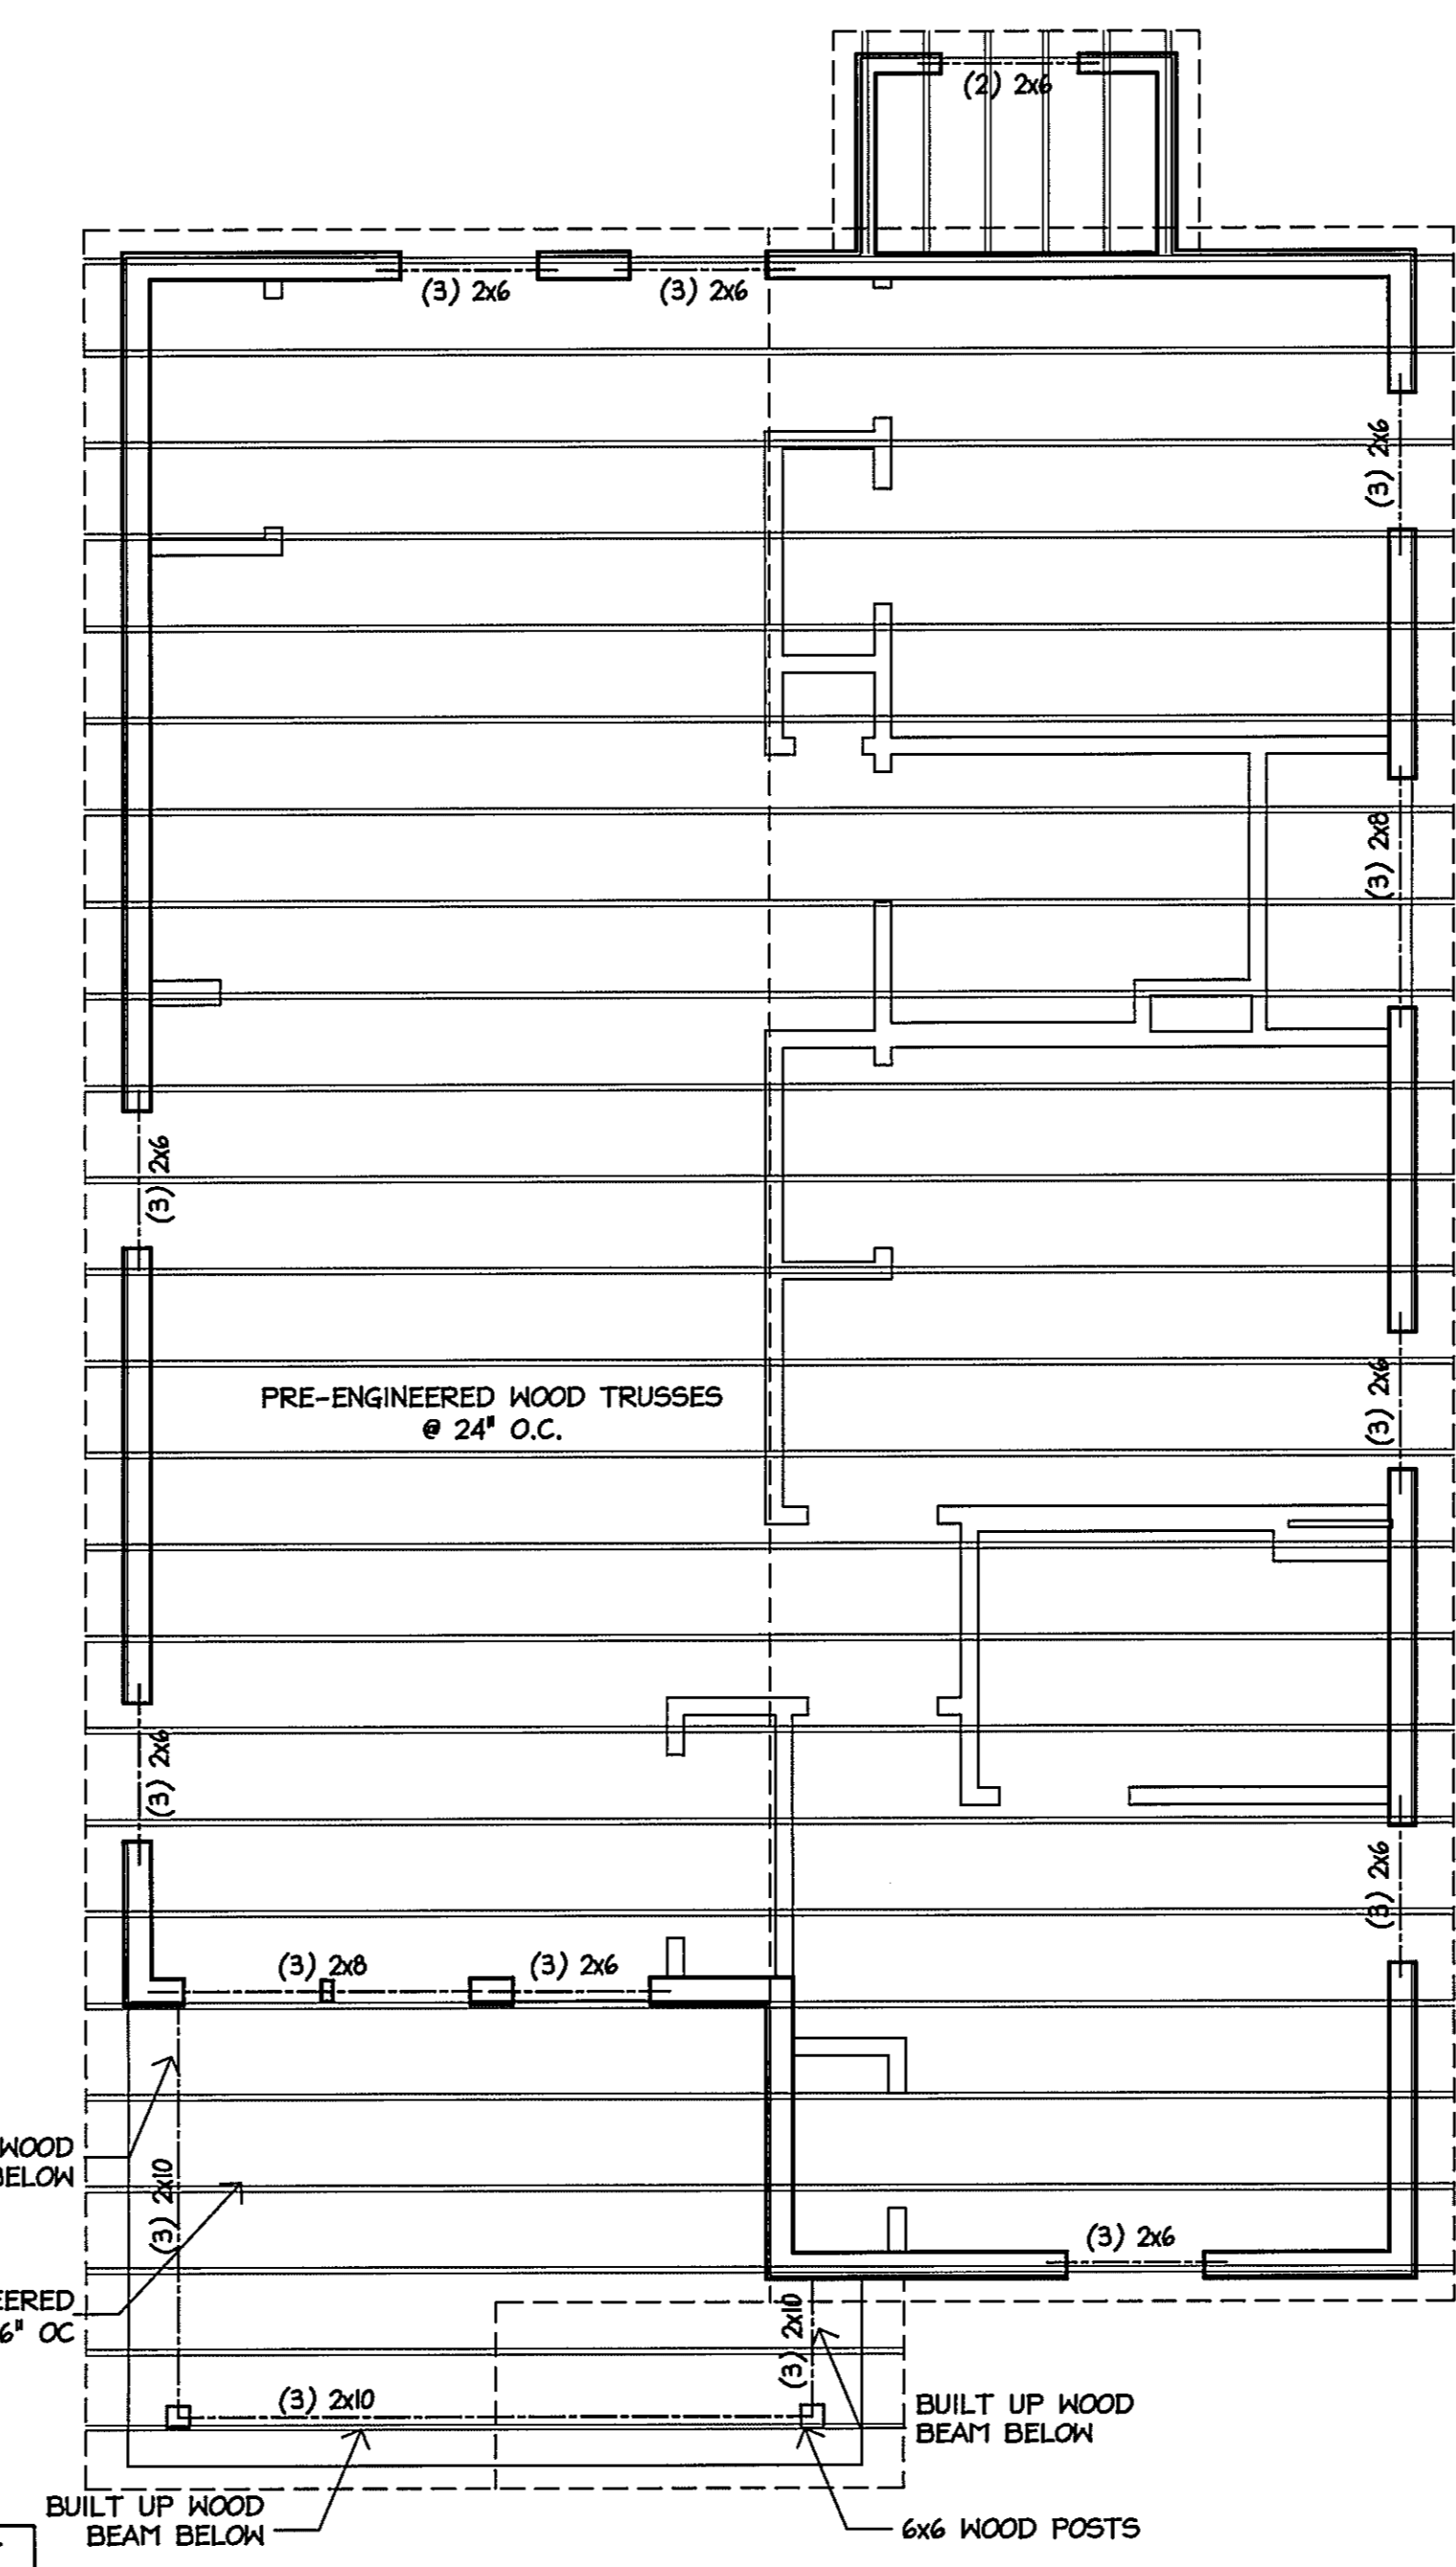 (2) 2x6
(3) 2x6
(3) 2x6
(3) 2x6
(3) 2x8
(3) 2x6
(3) 2x6
PRE-ENGINEERED WOOD TRUSSES
@ 24" O.C.
(3) 2x6
(3) 2x6
(3) 2x8
(3) 2x6
WOOD
BELOW
(3) 2x10
(3) 2x6
EERED
6" OC
(3) 2x10
(3) 2x10
BUILT UP WOOD
BEAM BELOW
BUILT UP WOOD
BEAM BELOW
6x6 WOOD POSTS